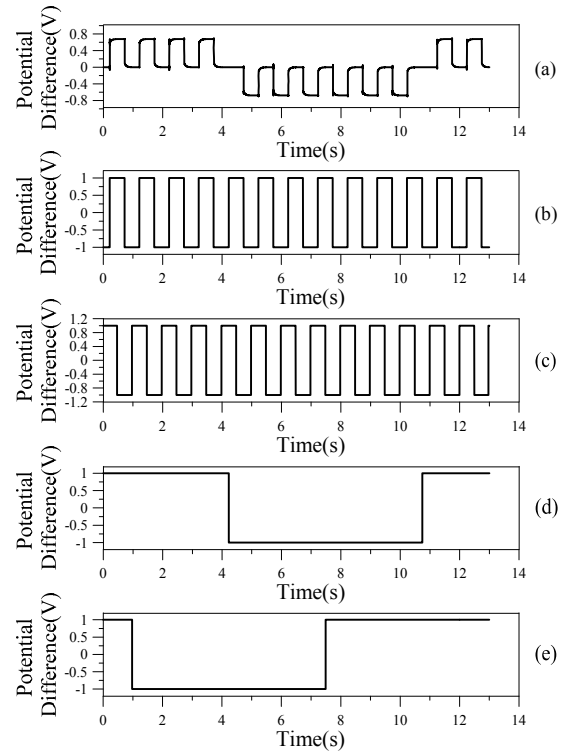 Potential
Difference(V)
0.8
0.4
0
-0.4
-0.8
0 2 4 6 8 10 12 14
Time(s)
(a)
Potential
Difference(V)
1
0.5
0
-0.5
-1
0 2 4 6 8 10 12 14
Time(s)
(b)
Potential
Difference(V)
1.2
0.8
0.4
0
-0.4
-0.8
-1.2
0 2 4 6 8 10 12 14
Time(s)
(c)
Potential
Difference(V)
1
0.5
0
-0.5
-1
0 2 4 6 8 10 12 14
Time(s)
(d)
Potential
Difference(V)
1
0.5
0
-0.5
-1
0 2 4 6 8 10 12 14
Time(s)
(e)